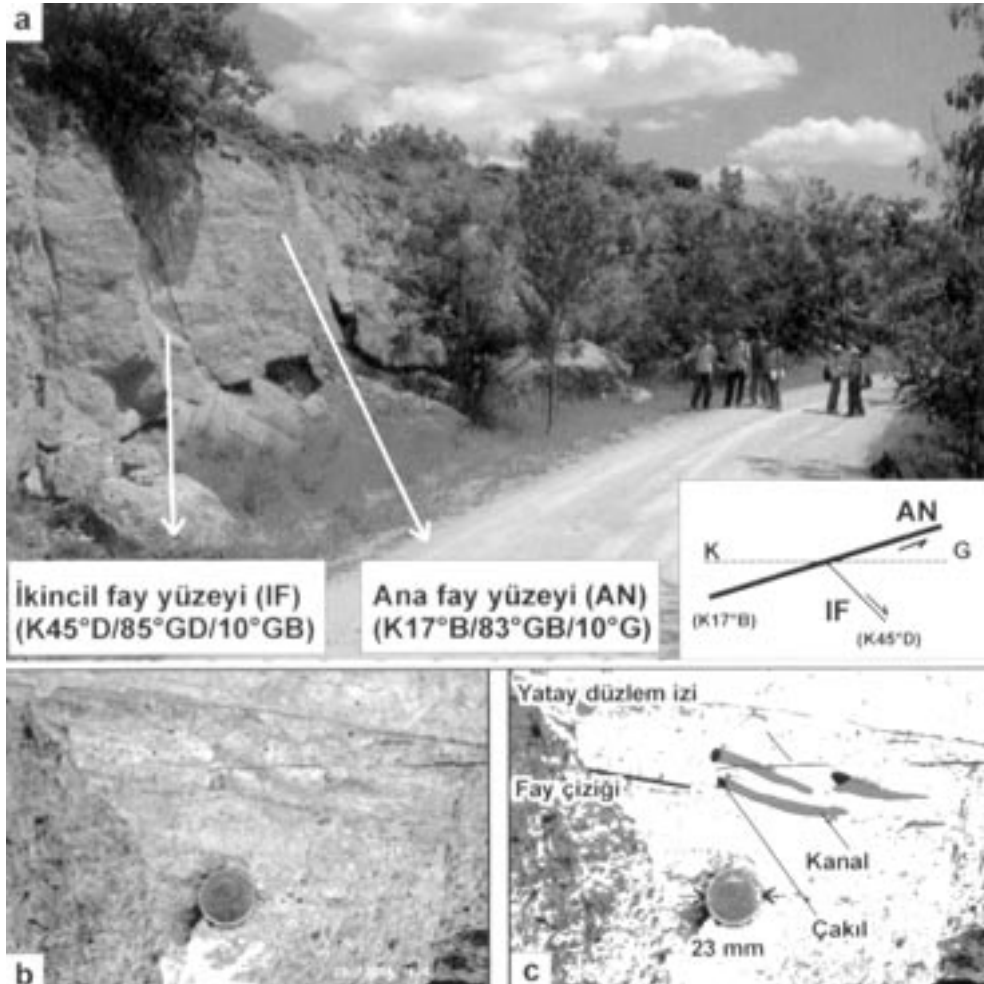 a
İkincil fay yüzeyi (IF)
(K45°D/85°GD/10°GB)
Ana fay yüzeyi (AN)
(K17°B/83°GB/10°G)
AN
K
G
IF
(K17°B)
(K45°D)
b
Yatay düzlem izi
Fay çiziği
Kanal
Çakıl
23 mm
c